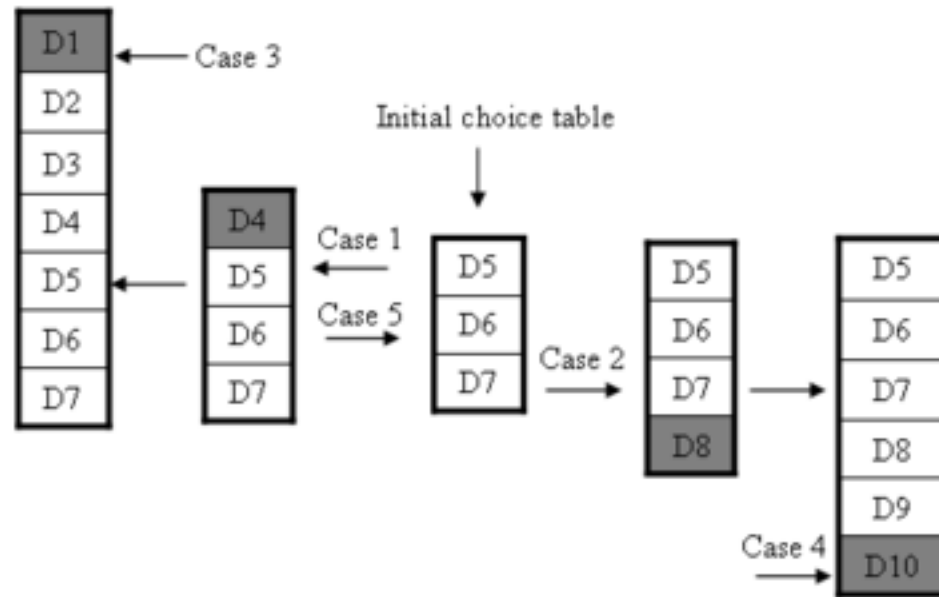 D1
D2
D3
D4
D5
D6
D7
Case 3
D4
D5
D6
D7
Case 1
Case 5
Initial choice table
D5
D6
D7
Case 2
D5
D6
D7
D8
D5
D6
D7
D8
D9
D10
Case 4